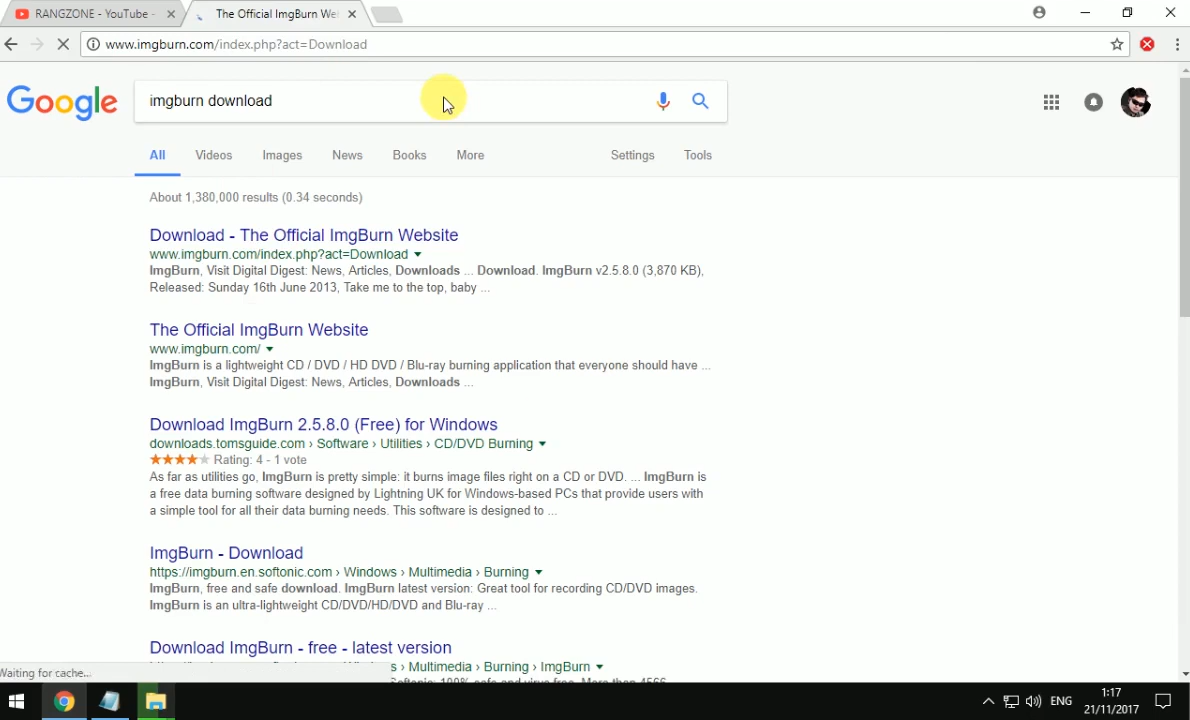 RANGZONE - YouTube -
The Official ImgBurn We
www.imgburn.com/index.php?act=Download
Google
imgburn download
All Videos Images News Books More Settings Tools
About 1,380,000 results (0.34 seconds)
Download - The Official ImgBurn Website
www.imgburn.com/index.php?act=Download
ImgBurn, Visit Digital Digest: News, Articles, Downloads ... Download. ImgBurn v2.5.8.0 (3,870 KB),
Released: Sunday 16th June 2013, Take me to the top, baby ...
The Official ImgBurn Website
www.imgburn.com/
ImgBurn is a lightweight CD / DVD / HD DVD / Blu-ray burning application that everyone should have ...
ImgBurn, Visit Digital Digest: News, Articles, Downloads ...
Download ImgBurn 2.5.8.0 (Free) for Windows
downloads.tomsguide.com › Software › Utilities › CD/DVD Burning
Rating: 4 - 1 vote
As far as utilities go, ImgBurn is pretty simple: it burns image files right on a CD or DVD. ... ImgBurn is
a free data burning software designed by Lightning UK for Windows-based PCs that provide users with
a simple tool for all their data burning needs. This software is designed to ...
ImgBurn - Download
https://imgburn.en.softonic.com › Windows › Multimedia › Burning
ImgBurn, free and safe download. ImgBurn latest version: Great tool for recording CD/DVD images.
ImgBurn is an ultra-lightweight CD/DVD/HD/DVD and Blu-ray ...
Download ImgBurn - free - latest version
› Multimedia › Burning › ImgBurn
Waiting for cache...
ENG
1:17
21/11/2017